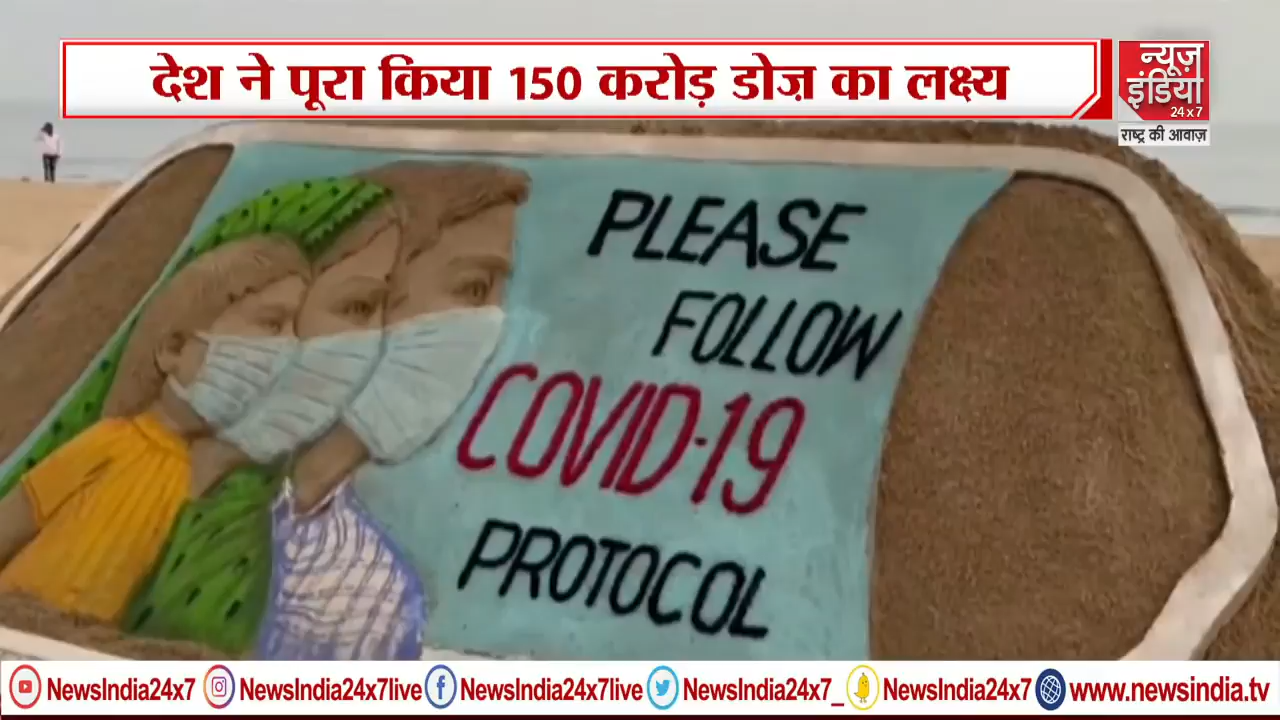 देश ने पूरा किया 150 करोड़ डोज़ का लक्ष्य
न्यूज़
इंडिया
24x7
राष्ट्र की आवाज़
PLEASE
FOLLOW
COVID-19
PROTOCOL
NewsIndia24x7 NewsIndia24x7live NewsIndia24x7live NewsIndia24x7_ NewsIndia24x7 www.newsindia.tv